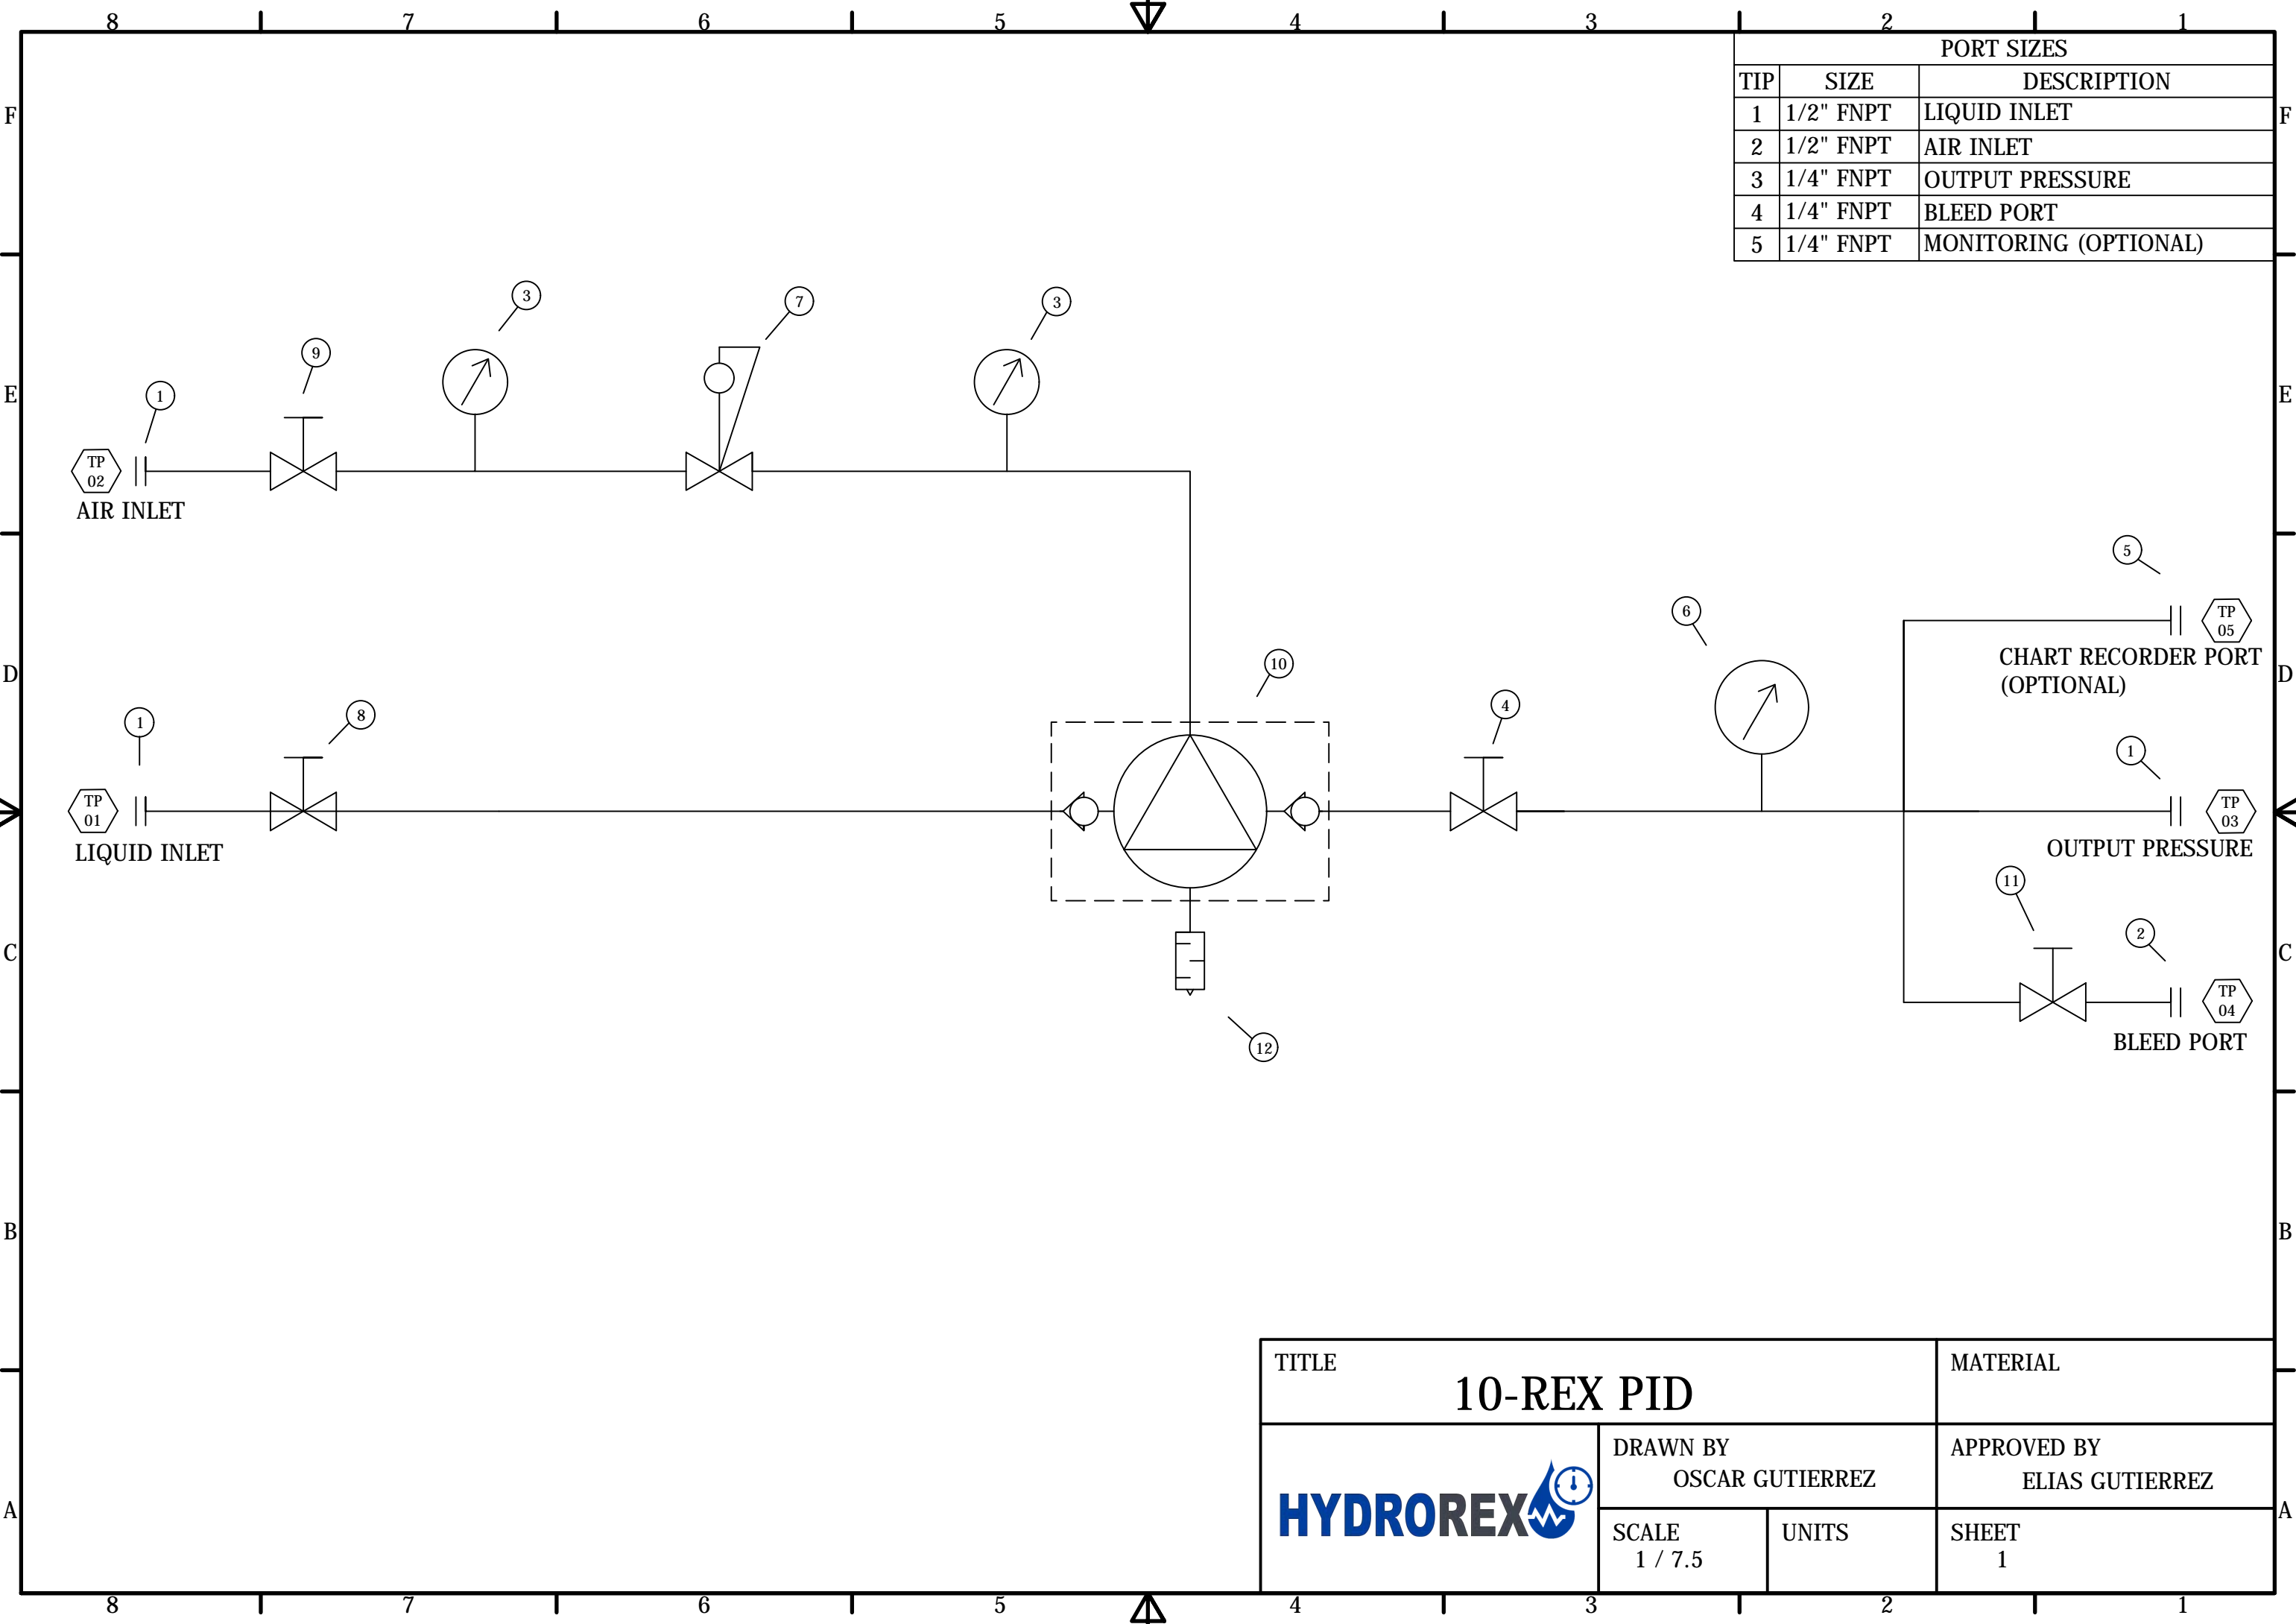 8 7 6 5 4 3 2 1
PORT SIZES
TIP SIZE DESCRIPTION
1 1/2" FNPT LIQUID INLET
2 1/2" FNPT AIR INLET
3 1/4" FNPT OUTPUT PRESSURE
4 1/4" FNPT BLEED PORT
5 1/4" FNPT MONITORING (OPTIONAL)
F F
3 7 3
9
1
E E
TP
02
AIR INLET
5
6
TP
05
CHART RECORDER PORT
(OPTIONAL)
10
D D
1 8 4
1
TP
01
LIQUID INLET
TP
03
OUTPUT PRESSURE
11
2
C C
TP
04
BLEED PORT
12
B B
TITLE
10-REX PID
MATERIAL
HYDROREX
DRAWN BY
OSCAR GUTIERREZ
APPROVED BY
ELIAS GUTIERREZ
SCALE
1 / 7.5
UNITS
SHEET
1
A A
8 7 6 5 4 3 2 1